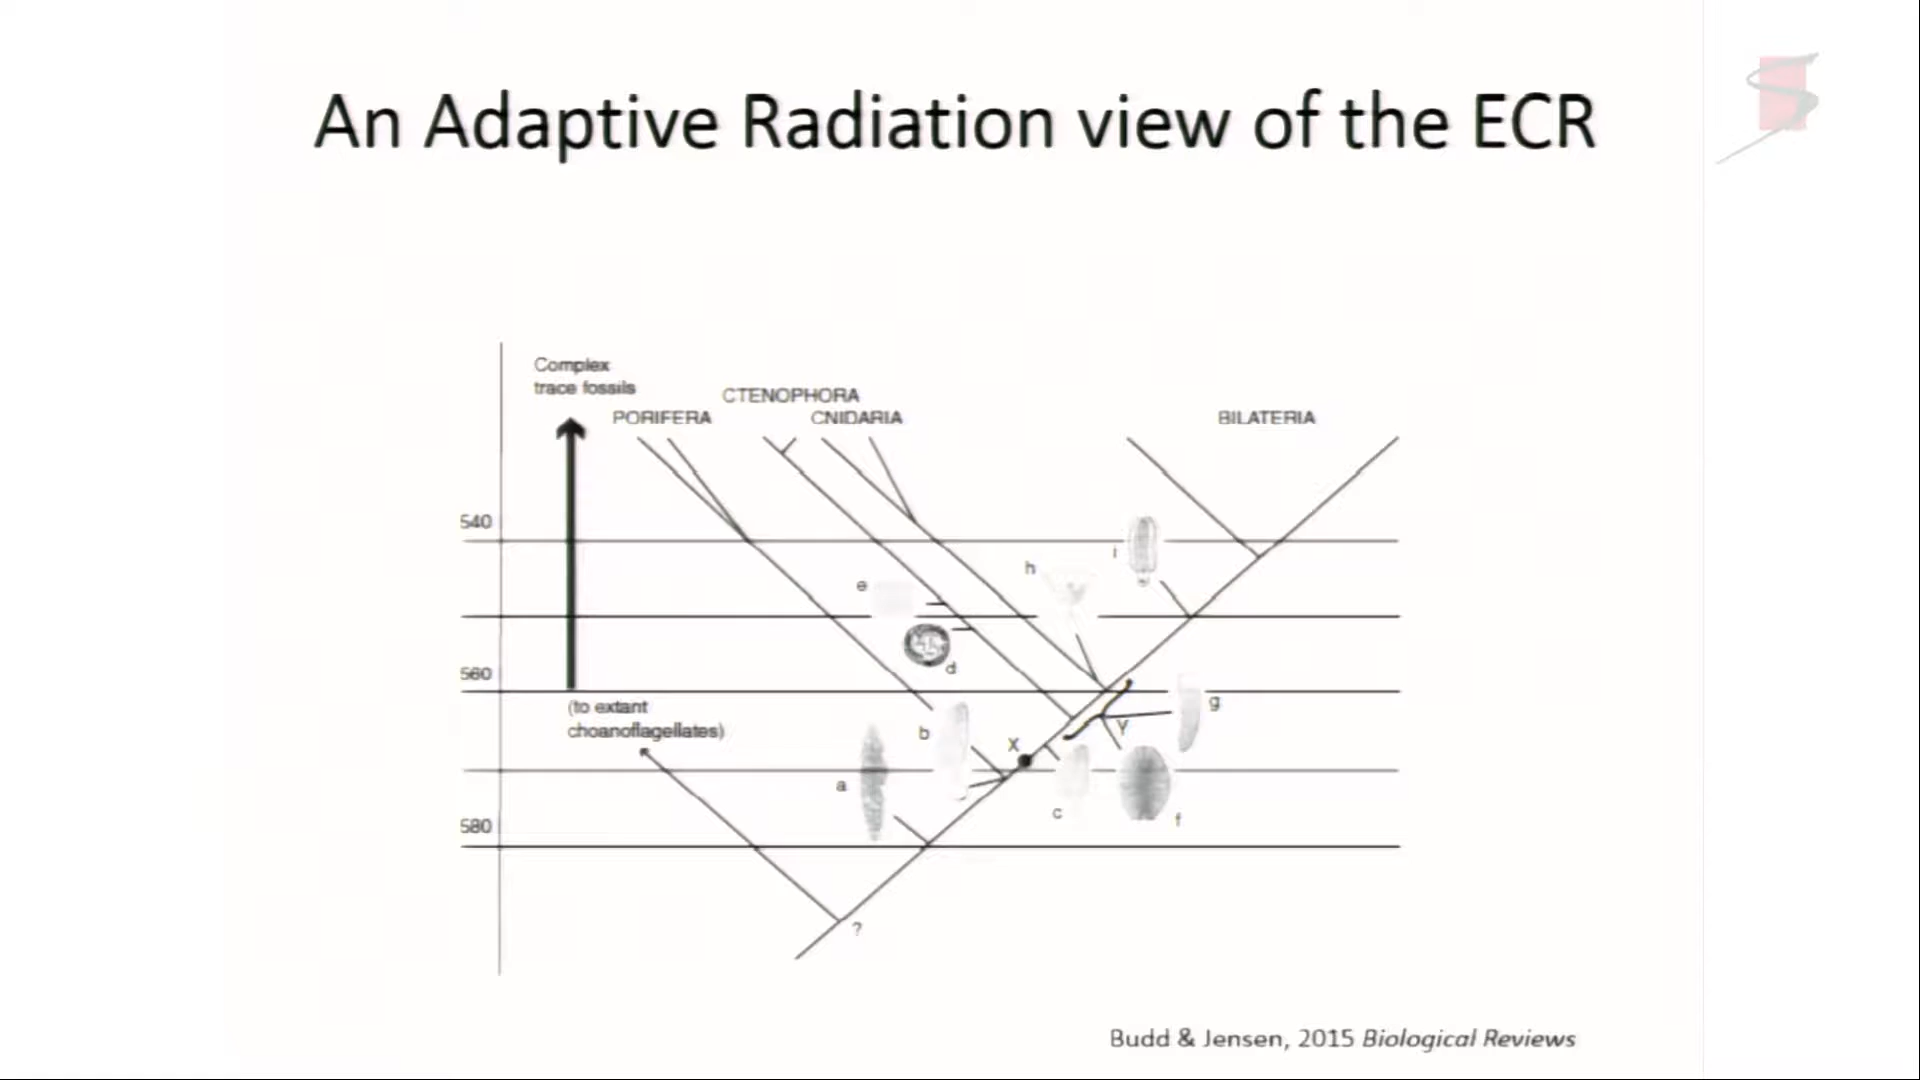 An Adaptive Radiation view of the ECR
Complex
trace fossils
CTENOPHORA
PORIFERA
CNIDARIA
BILATERIA
540
i
h
e
d
560
(to extant
choanoflagellates)
g
b
X
Y
a
c
f
580
?
Budd & Jensen, 2015 Biological Reviews